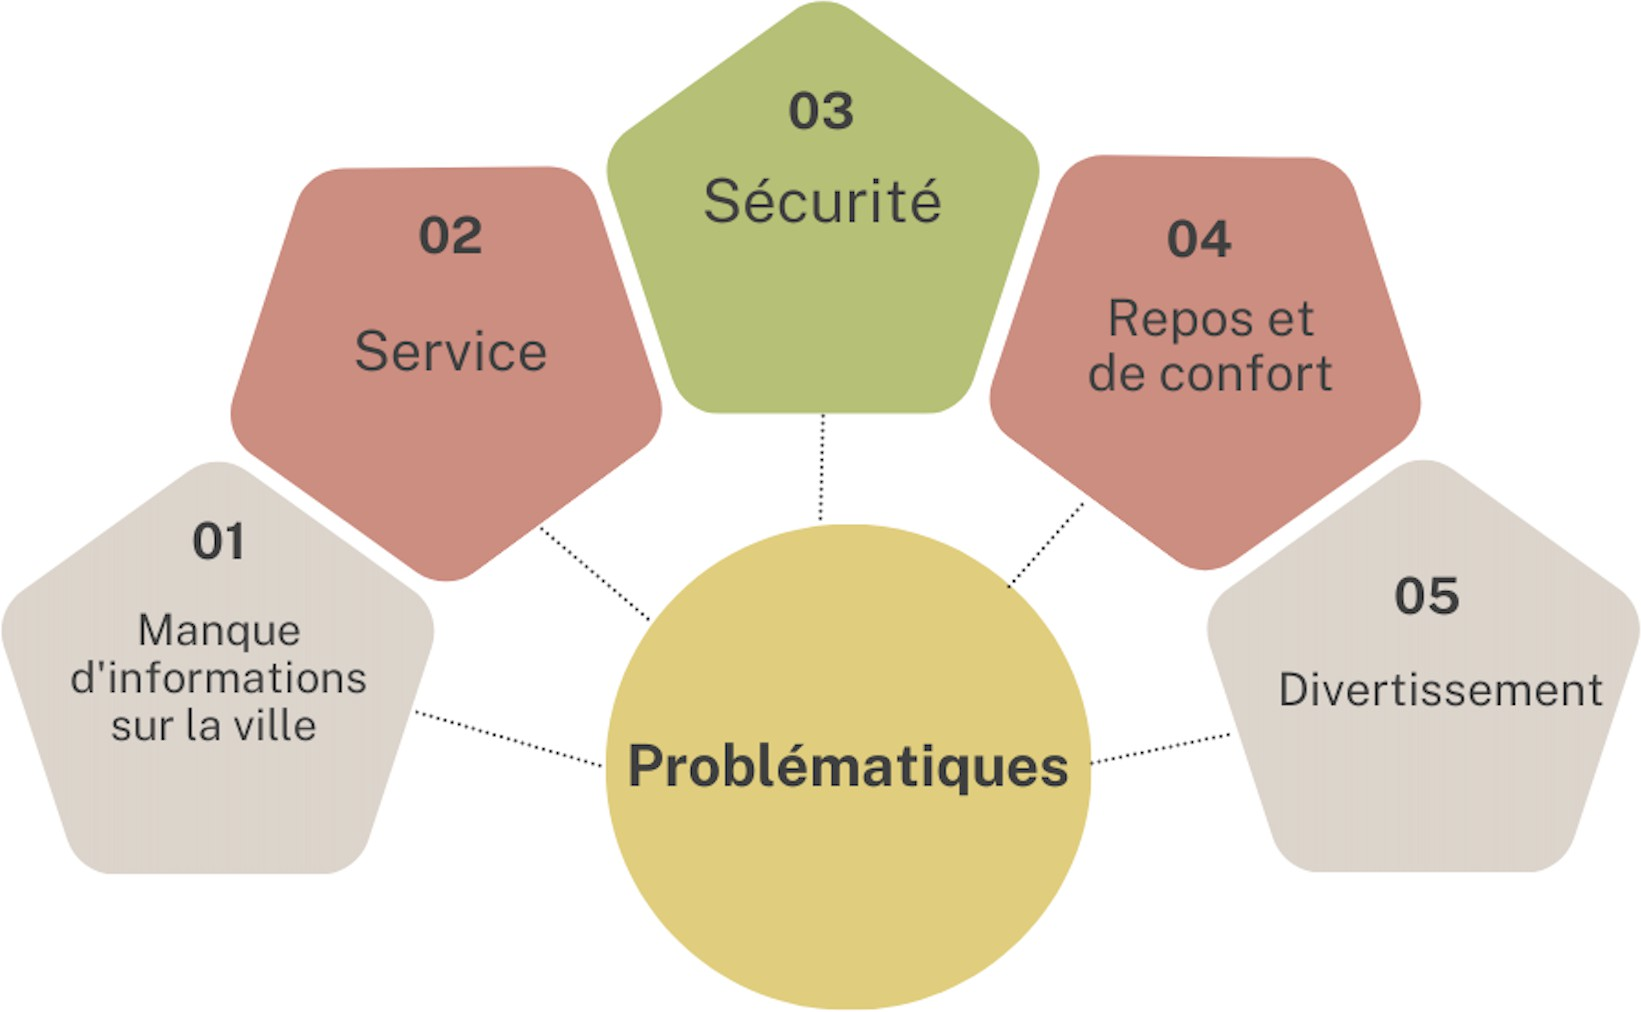 01
Manque
d'informations
sur la ville
02
Service
03
Sécurité
04
Repos et
de confort
05
Divertissement
Problématiques